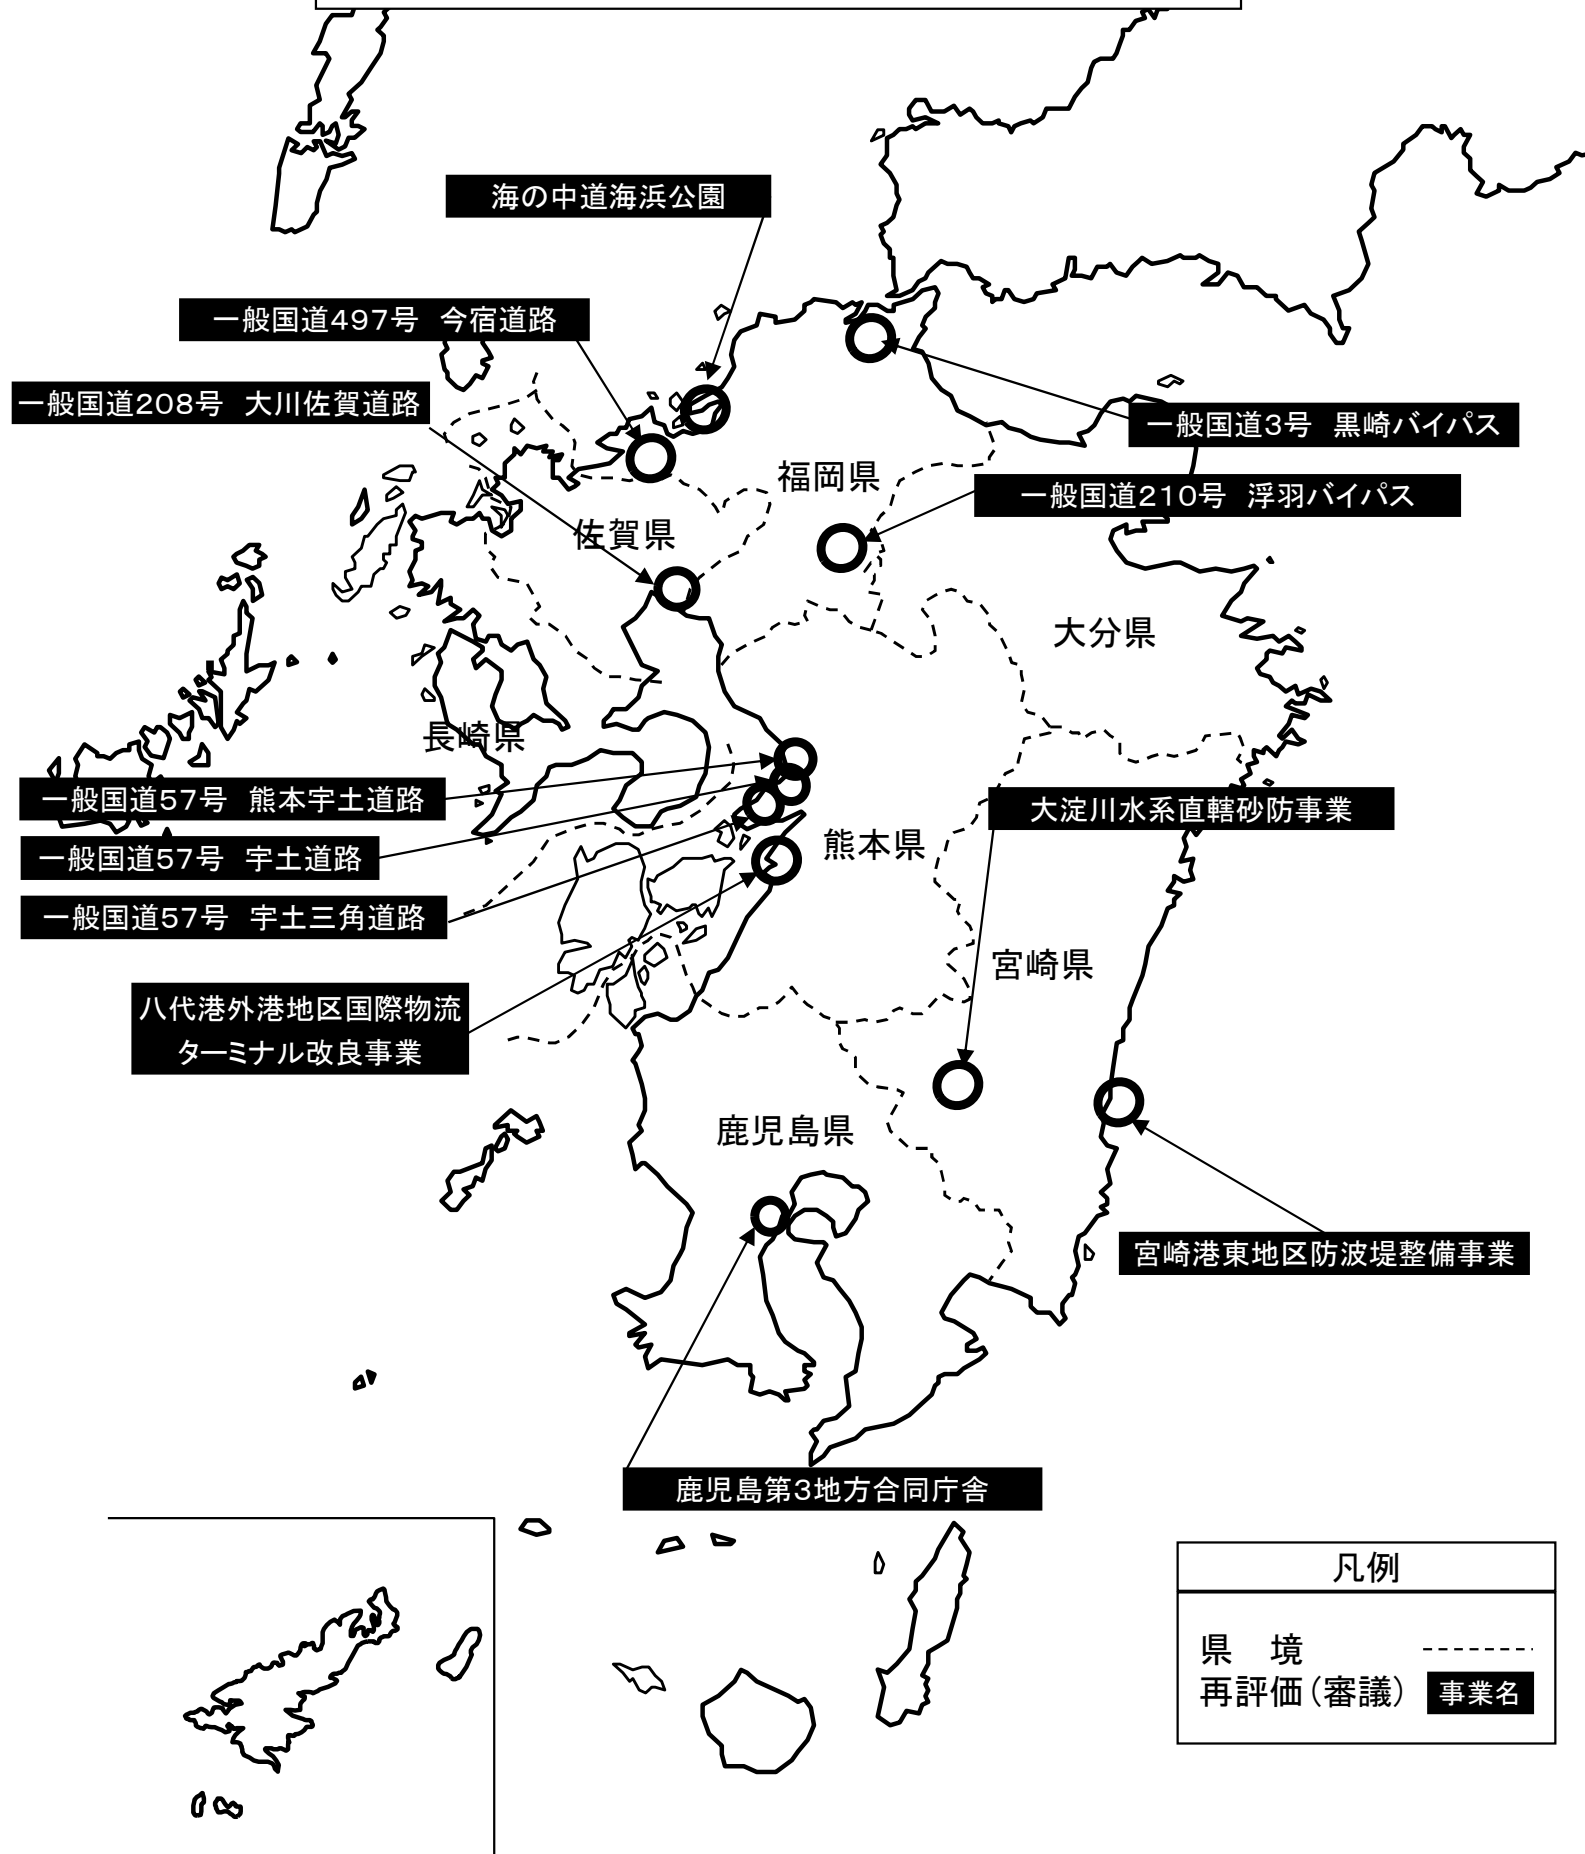 海の中道海浜公園
一般国道497号　今宿道路
一般国道208号　大川佐賀道路
一般国道3号　黒崎バイパス
福岡県
一般国道210号　浮羽バイパス
佐賀県
大分県
長崎県
一般国道57号　熊本宇土道路
大淀川水系直轄砂防事業
熊本県
一般国道57号　宇土道路
一般国道57号　宇土三角道路
宮崎県
八代港外港地区国際物流
ターミナル改良事業
鹿児島県
宮崎港東地区防波堤整備事業
鹿児島第3地方合同庁舎
凡例
県　境
再評価（審議）　事業名